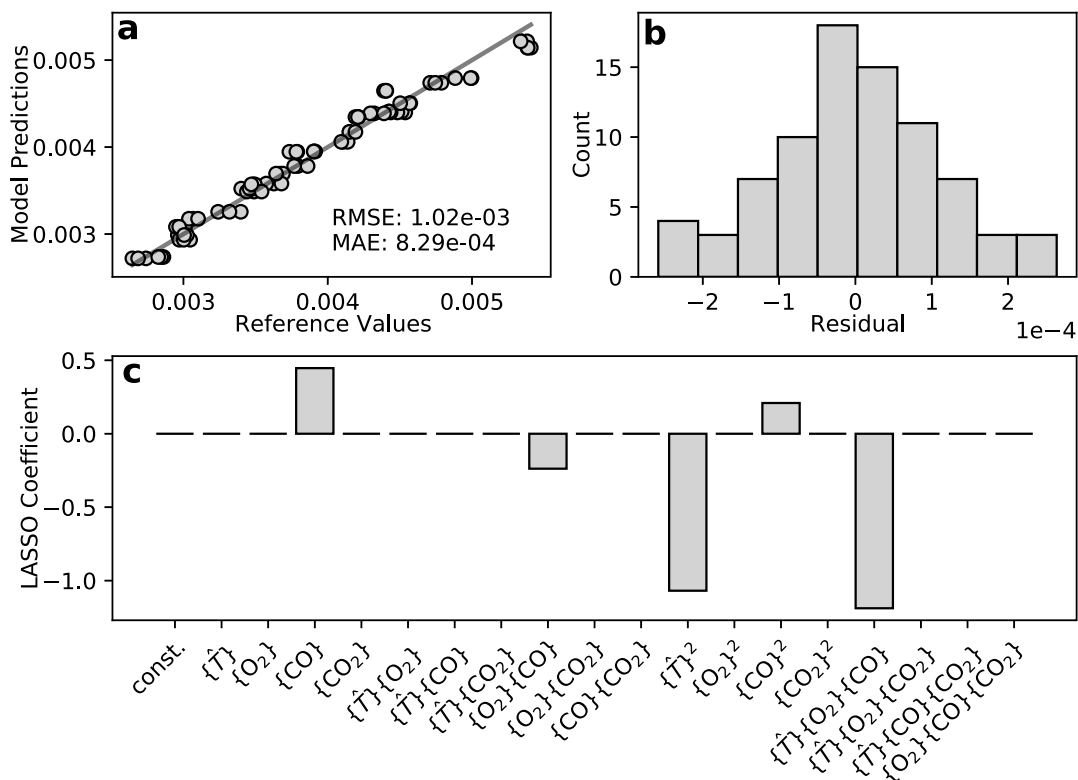 a
0.005
0.004
0.003
Model Predictions
RMSE: 1.02e-03
MAE: 8.29e-04
0.003 0.004 0.005
Reference Values
b
15
10
5
0
Count
−2 −1 0 1 2
Residual
1e−4
c
0.5
0.0
−0.5
−1.0
LASSO Coefficient
const.
{T̂}
{O₂}
{CO}
{CO₂}
{T̂}·{O₂}
{T̂}·{CO}
{T̂}·{CO₂}
{O₂}·{CO}
{O₂}·{CO₂}
{CO}·{CO₂}
{T̂}²
{O₂}²
{CO}²
{CO₂}²
{T̂}·{O₂}·{CO}
{T̂}·{O₂}·{CO₂}
{T̂}·{CO}·{CO₂}
{O₂}·{CO}·{CO₂}